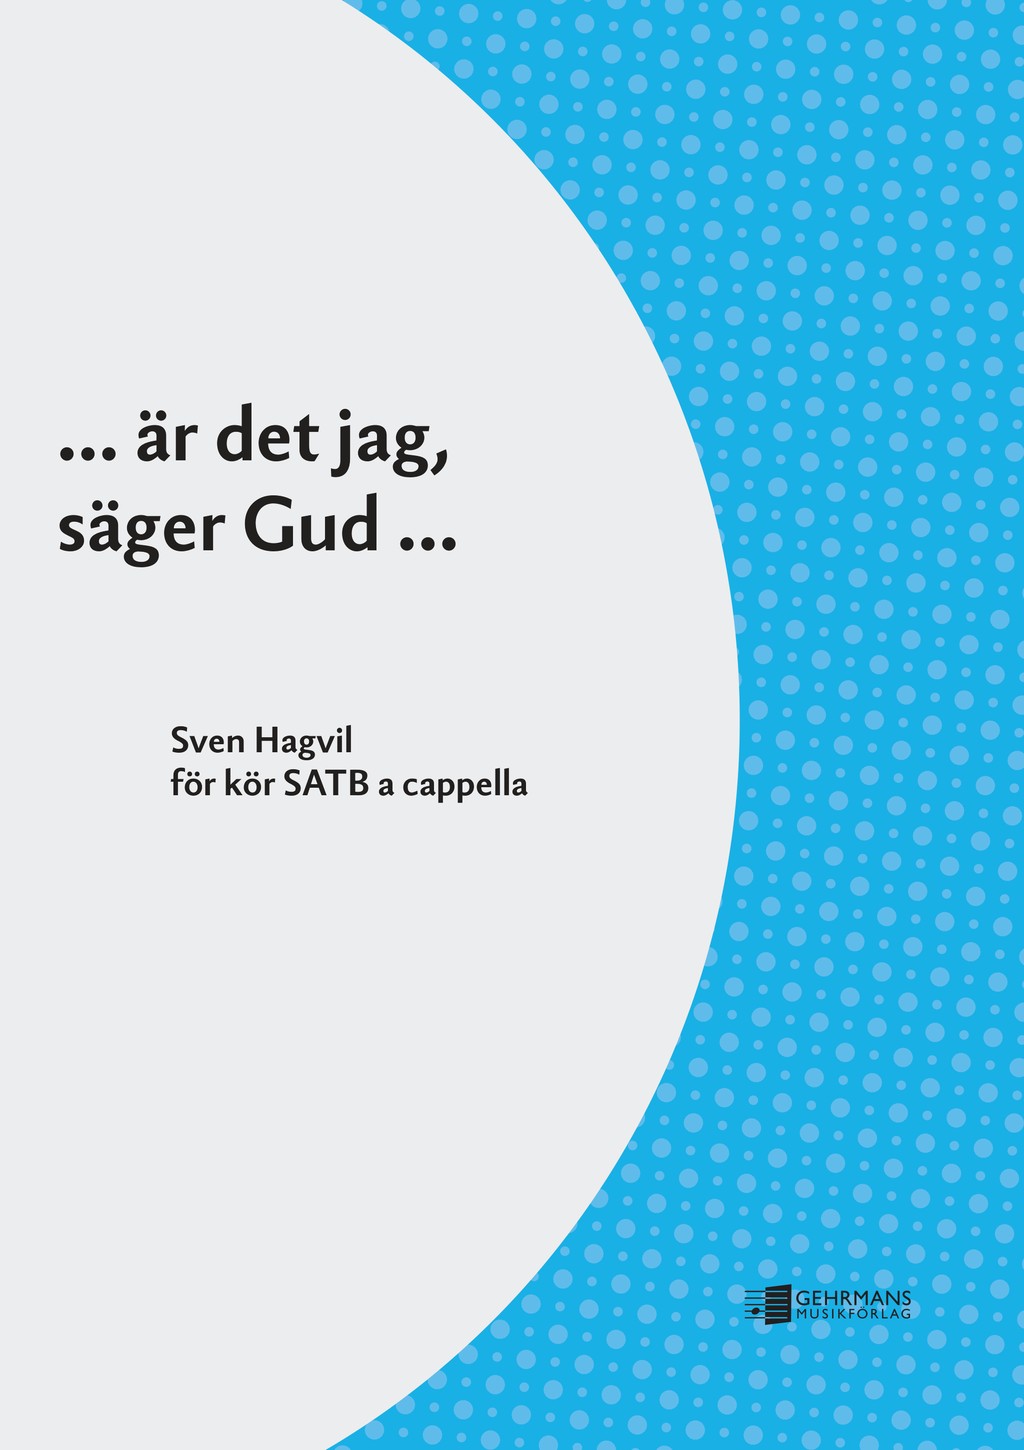 ... är det jag,
säger Gud ...
Sven Hagvil
för kör SATB a cappella
GEHRMANS
MUSIKFÖRLAG